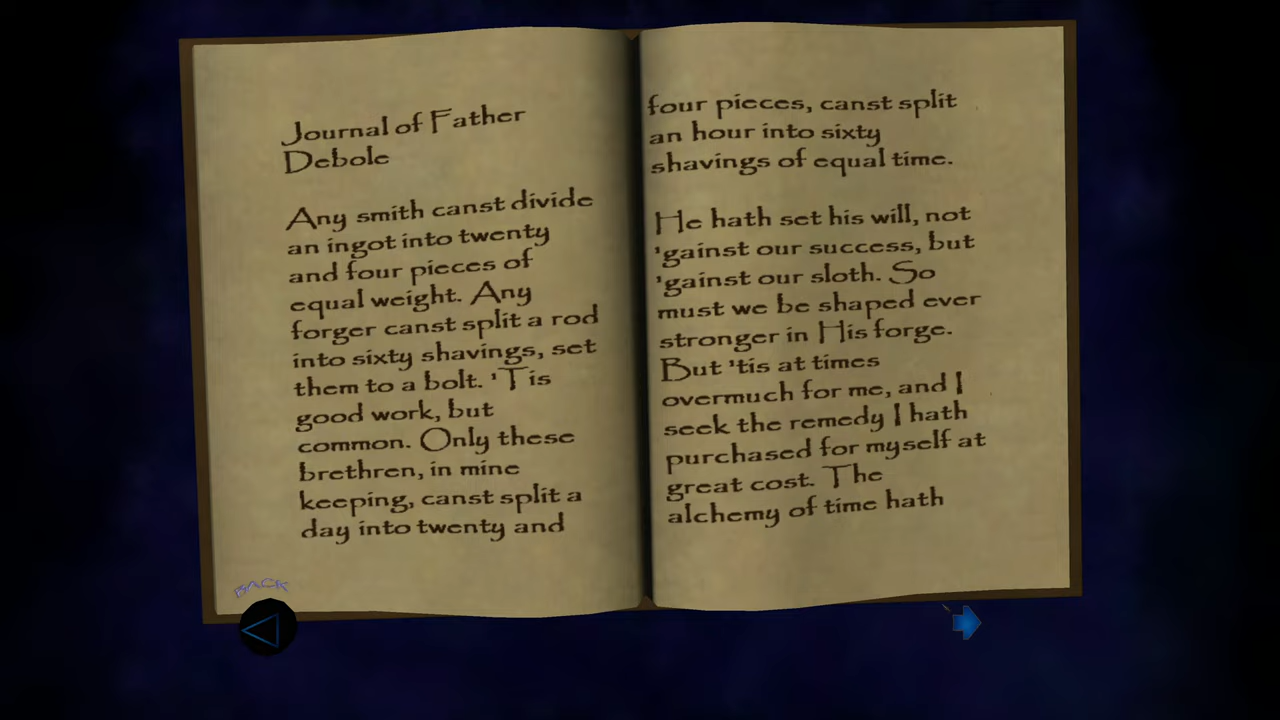 Journal of Father
Debole
Any smith canst divide
an ingot into twenty
and four pieces of
equal weight. Any
forger canst split a rod
into sixty shavings, set
them to a bolt. 'Tis
good work, but
common. Only these
brethren, in mine
keeping, canst split a
day into twenty and
four pieces, canst split
an hour into sixty
shavings of equal time.
He hath set his will, not
'gainst our success, but
'gainst our sloth. So
must we be shaped ever
stronger in His forge.
But 'tis at times
overmuch for me, and I
seek the remedy I hath
purchased for myself at
great cost. The
alchemy of time hath
BACK